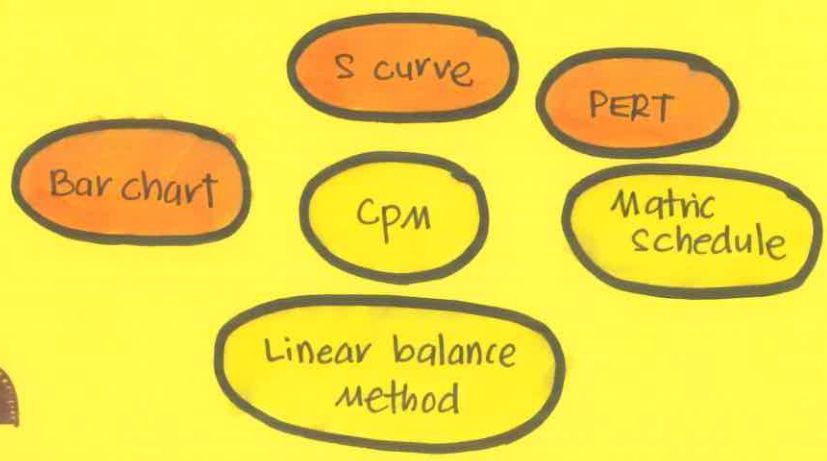 S curve
PERT
Bar chart
CPM
Matric
schedule
Linear balance
Method